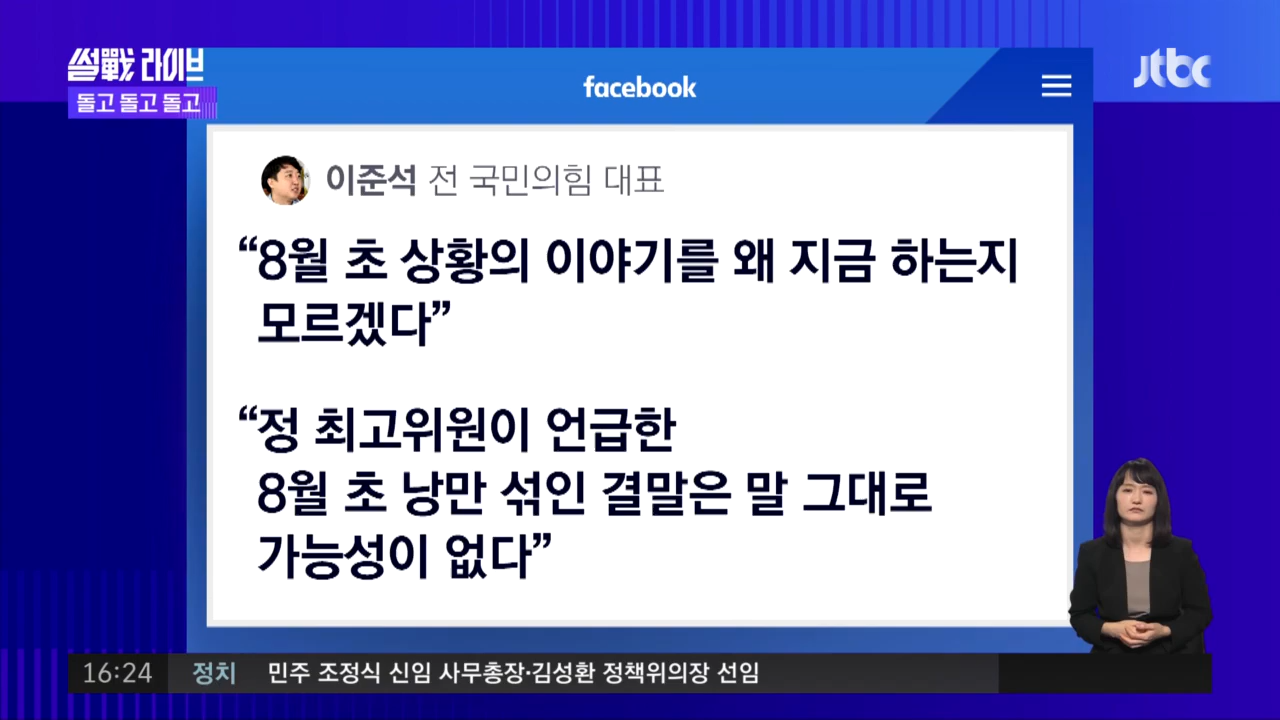 썰戰 라이브
돌고 돌고 돌고
jtbc
facebook
이준석 전 국민의힘 대표
“8월 초 상황의 이야기를 왜 지금 하는지
모르겠다”
“정 최고위원이 언급한
8월 초 낭만 섞인 결말은 말 그대로
가능성이 없다”
16:24 정치 민주 조정식 신임 사무총장·김성환 정책위의장 선임